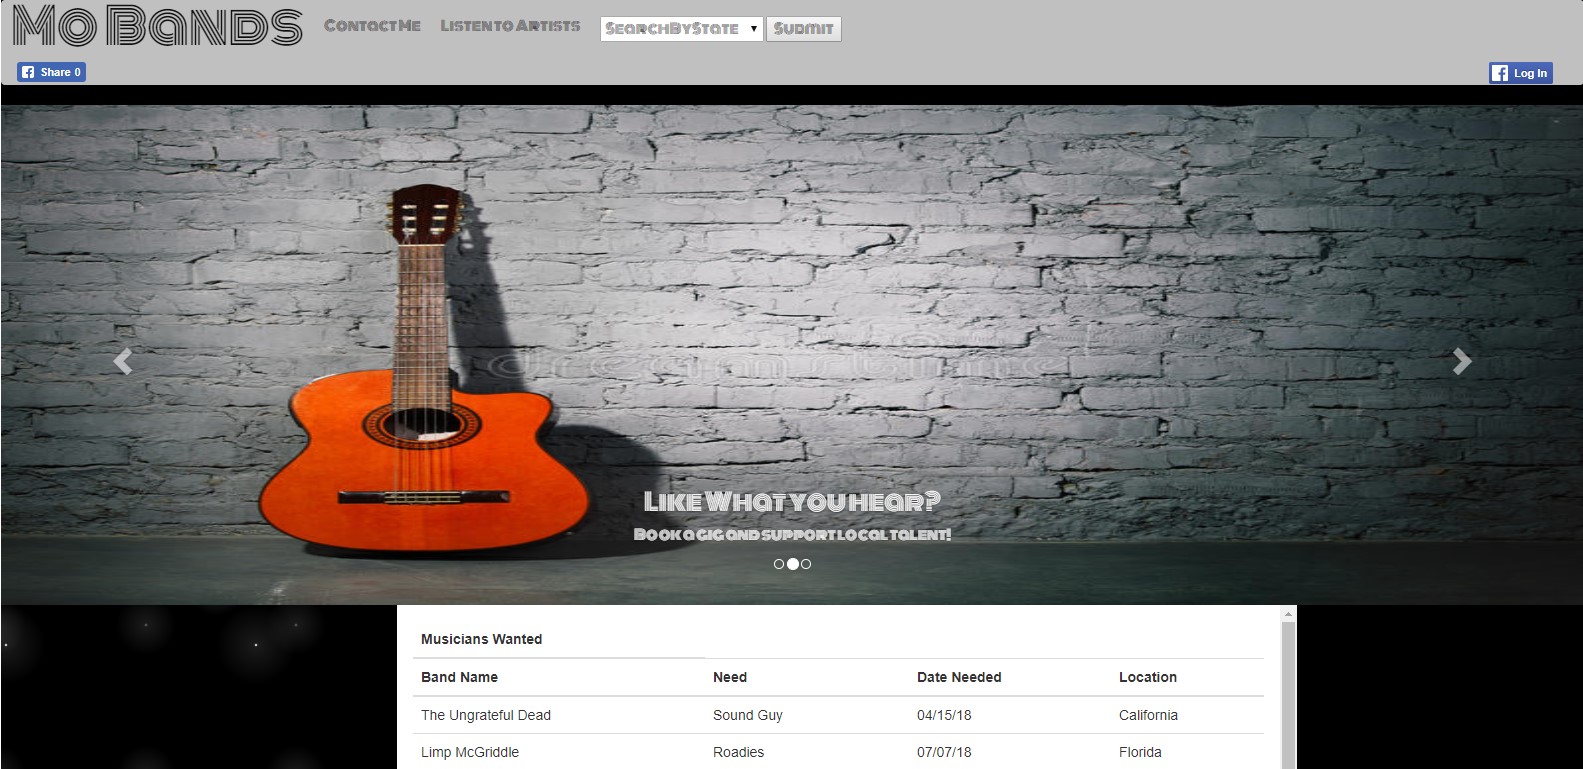 Mo Bands
Contact Me
Listen to Artists
Search By State
Submit
Share 0
Log In
dreamstime
Like What you hear?
Book a gig and support local talent!
Musicians Wanted
Band Name Need Date Needed Location
The Ungrateful Dead Sound Guy 04/15/18 California
Limp McGriddle Roadies 07/07/18 Florida